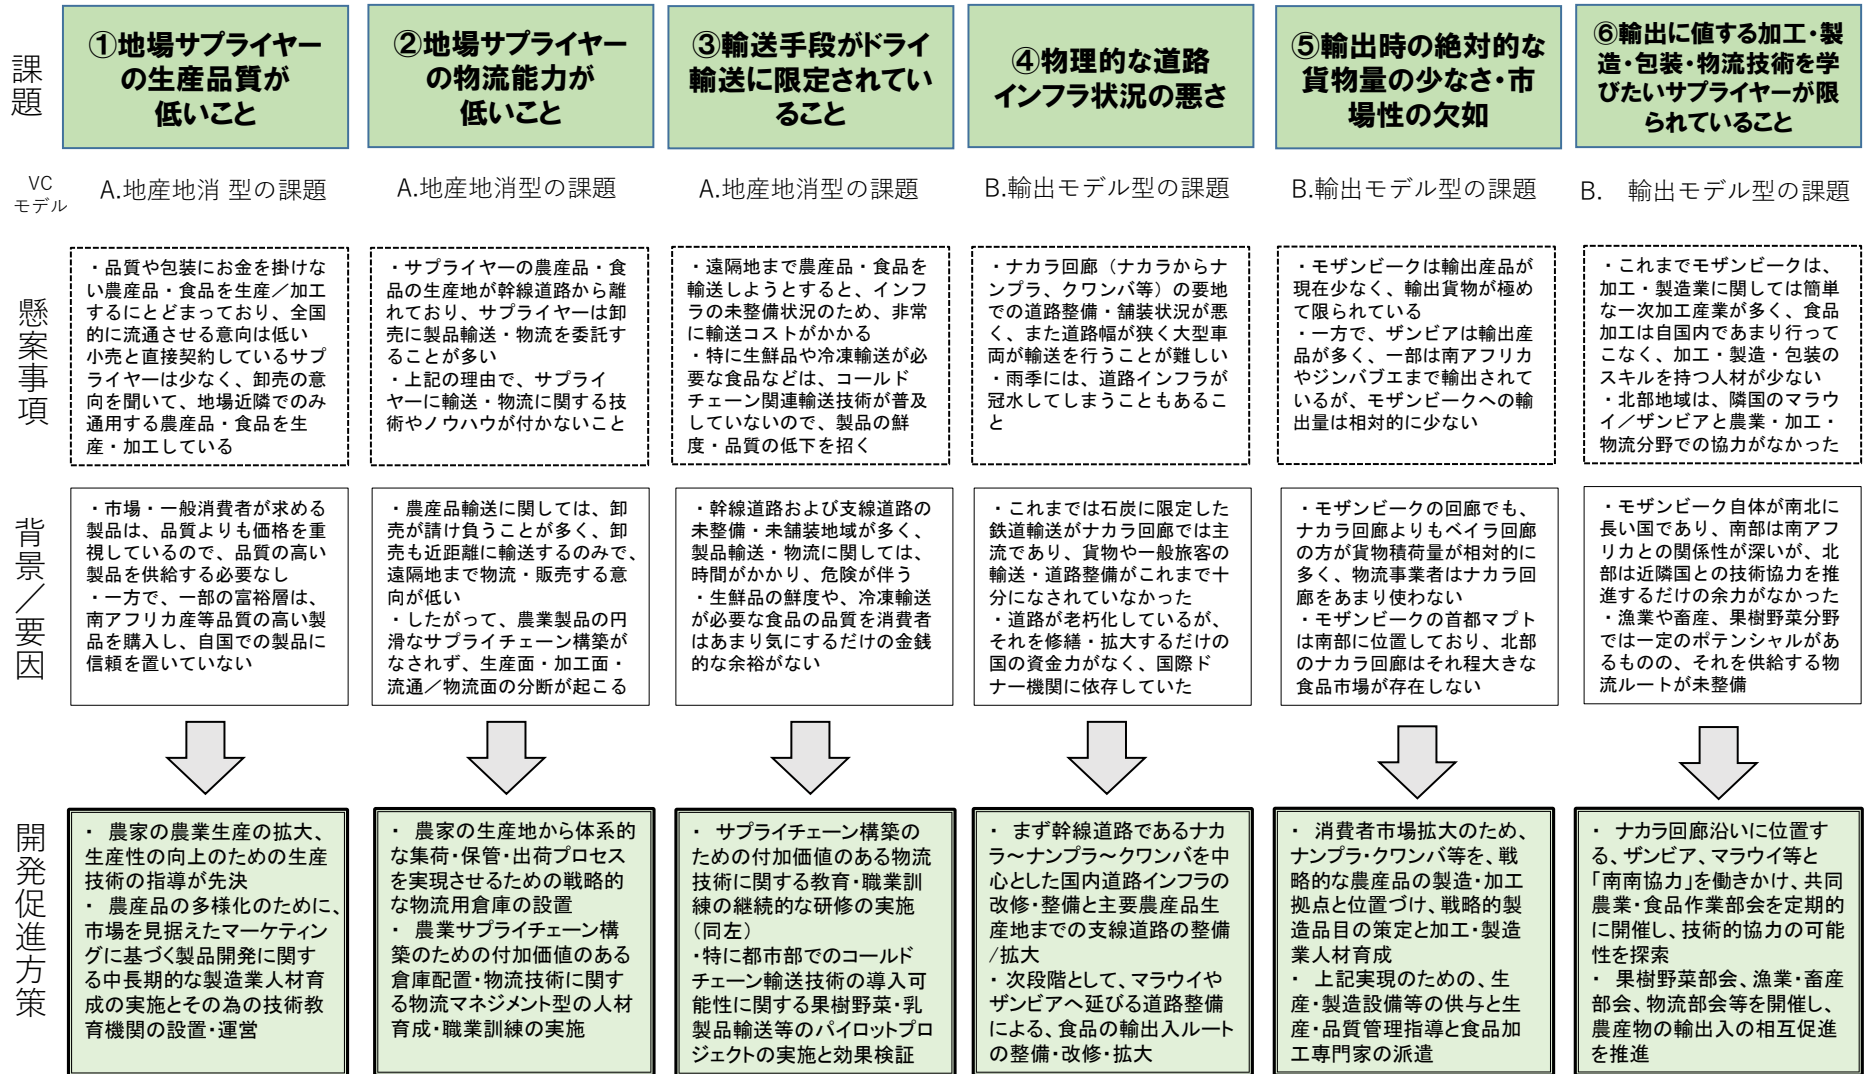 課題
①地場サプライヤー
の生産品質が
低いこと
②地場サプライヤー
の物流能力が
低いこと
③輸送手段がドライ
輸送に限定されてい
ること
④物理的な道路
インフラ状況の悪さ
⑤輸出時の絶対的な
貨物量の少なさ・市
場性の欠如
⑥輸出に値する加工・製
造・包装・物流技術を学
びたいサプライヤーが限
られていること
VC
モデル
A.地産地消 型の課題
A.地産地消型の課題
A.地産地消型の課題
B.輸出モデル型の課題
B.輸出モデル型の課題
B. 輸出モデル型の課題
懸案事項
・品質や包装にお金を掛けな
い農産品・食品を生産／加工
するにとどまっており、全国
的に流通させる意向は低い
小売と直接契約しているサプ
ライヤーは少なく、卸売の意
向を聞いて、地場近隣でのみ
通用する農産品・食品を生
産・加工している
・サプライヤーの農産品・食
品の生産地が幹線道路から離
れており、サプライヤーは卸
売に製品輸送・物流を委託す
ることが多い
・上記の理由で、サプライ
ヤーに輸送・物流に関する技
術やノウハウが付かないこと
・遠隔地まで農産品・食品を
輸送しようとすると、インフ
ラの未整備状況のため、非常
に輸送コストがかかる
・特に生鮮品や冷凍輸送が必
要な食品などは、コールド
チェーン関連輸送技術が普及
していないので、製品の鮮
度・品質の低下を招く
・ナカラ回廊（ナカラからナ
ンプラ、クワンバ等）の要地
での道路整備・舗装状況が悪
く、また道路幅が狭く大型車
両が輸送を行うことが難しい
・雨季には、道路インフラが
冠水してしまうこともあるこ
と
・モザンビークは輸出産品が
現在少なく、輸出貨物が極め
て限られている
・一方で、ザンビアは輸出産
品が多く、一部は南アフリカ
やジンバブエまで輸出されて
いるが、モザンビークへの輸
出量は相対的に少ない
・これまでモザンビークは、
加工・製造業に関しては簡単
な一次加工産業が多く、食品
加工は自国内であまり行って
こなく、加工・製造・包装の
スキルを持つ人材が少ない
・北部地域は、隣国のマラウ
イ／ザンビアと農業・加工・
物流分野での協力がなかった
背景／要因
・市場・一般消費者が求める
製品は、品質よりも価格を重
視しているので、品質の高い
製品を供給する必要なし
・一方で、一部の富裕層は、
南アフリカ産等品質の高い製
品を購入し、自国での製品に
信頼を置いていない
・農産品輸送に関しては、卸
売が請け負うことが多く、卸
売も近距離に輸送するのみで、
遠隔地まで物流・販売する意
向が低い
・したがって、農業製品の円
滑なサプライチェーン構築が
なされず、生産面・加工面・
流通／物流面の分断が起こる
・幹線道路および支線道路の
未整備・未舗装地域が多く、
製品輸送・物流に関しては、
時間がかかり、危険が伴う
・生鮮品の鮮度や、冷凍輸送
が必要な食品の品質を消費者
はあまり気にするだけの金銭
的な余裕がない
・これまでは石炭に限定した
鉄道輸送がナカラ回廊では主
流であり、貨物や一般旅客の
輸送・道路整備がこれまで十
分になされていなかった
・道路が老朽化しているが、
それを修繕・拡大するだけの
国の資金力がなく、国際ド
ナー機関に依存していた
・モザンビークの回廊でも、
ナカラ回廊よりもベイラ回廊
の方が貨物積荷量が相対的に
多く、物流事業者はナカラ回
廊をあまり使わない
・モザンビークの首都マプト
は南部に位置しており、北部
のナカラ回廊はそれ程大きな
食品市場が存在しない
・モザンビーク自体が南北に
長い国であり、南部は南アフ
リカとの関係性が深いが、北
部は近隣国との技術協力を推
進するだけの余力がなかった
・漁業や畜産、果樹野菜分野
では一定のポテンシャルがあ
るものの、それを供給する物
流ルートが未整備
開発促進方策
・ 農家の農業生産の拡大、
生産性の向上のための生産
技術の指導が先決
・ 農産品の多様化のために、
市場を見据えたマーケティン
グに基づく製品開発に関す
る中長期的な製造業人材育
成の実施とその為の技術教
育機関の設置・運営
・ 農家の生産地から体系的
な集荷・保管・出荷プロセス
を実現させるための戦略的
な物流用倉庫の設置
・ 農業サプライチェーン構
築のための付加価値のある
倉庫配置・物流技術に関す
る物流マネジメント型の人材
育成・職業訓練の実施
・ サプライチェーン構築の
ための付加価値のある物流
技術に関する教育・職業訓
練の継続的な研修の実施
（同左）
・特に都市部でのコールド
チェーン輸送技術の導入可
能性に関する果樹野菜・乳
製品輸送等のパイロットプロ
ジェクトの実施と効果検証
・ まず幹線道路であるナカ
ラ～ナンプラ～クワンバを中
心とした国内道路インフラの
改修・整備と主要農産品生
産地までの支線道路の整備
/拡大
・ 次段階として、マラウイや
ザンビアへ延びる道路整備
による、食品の輸出入ルート
の整備・改修・拡大
・ 消費者市場拡大のため、
ナンプラ・クワンバ等を、戦
略的な農産品の製造・加工
拠点と位置づけ、戦略的製
造品目の策定と加工・製造
業人材育成
・ 上記実現のための、生
産・製造設備等の供与と生
産・品質管理指導と食品加
工専門家の派遣
・ ナカラ回廊沿いに位置す
る、ザンビア、マラウイ等と
「南南協力」を働きかけ、共同
農業・食品作業部会を定期的
に開催し、技術的協力の可能
性を探索
・ 果樹野菜部会、漁業・畜産
部会、物流部会等を開催し、
農産物の輸出入の相互促進
を推進